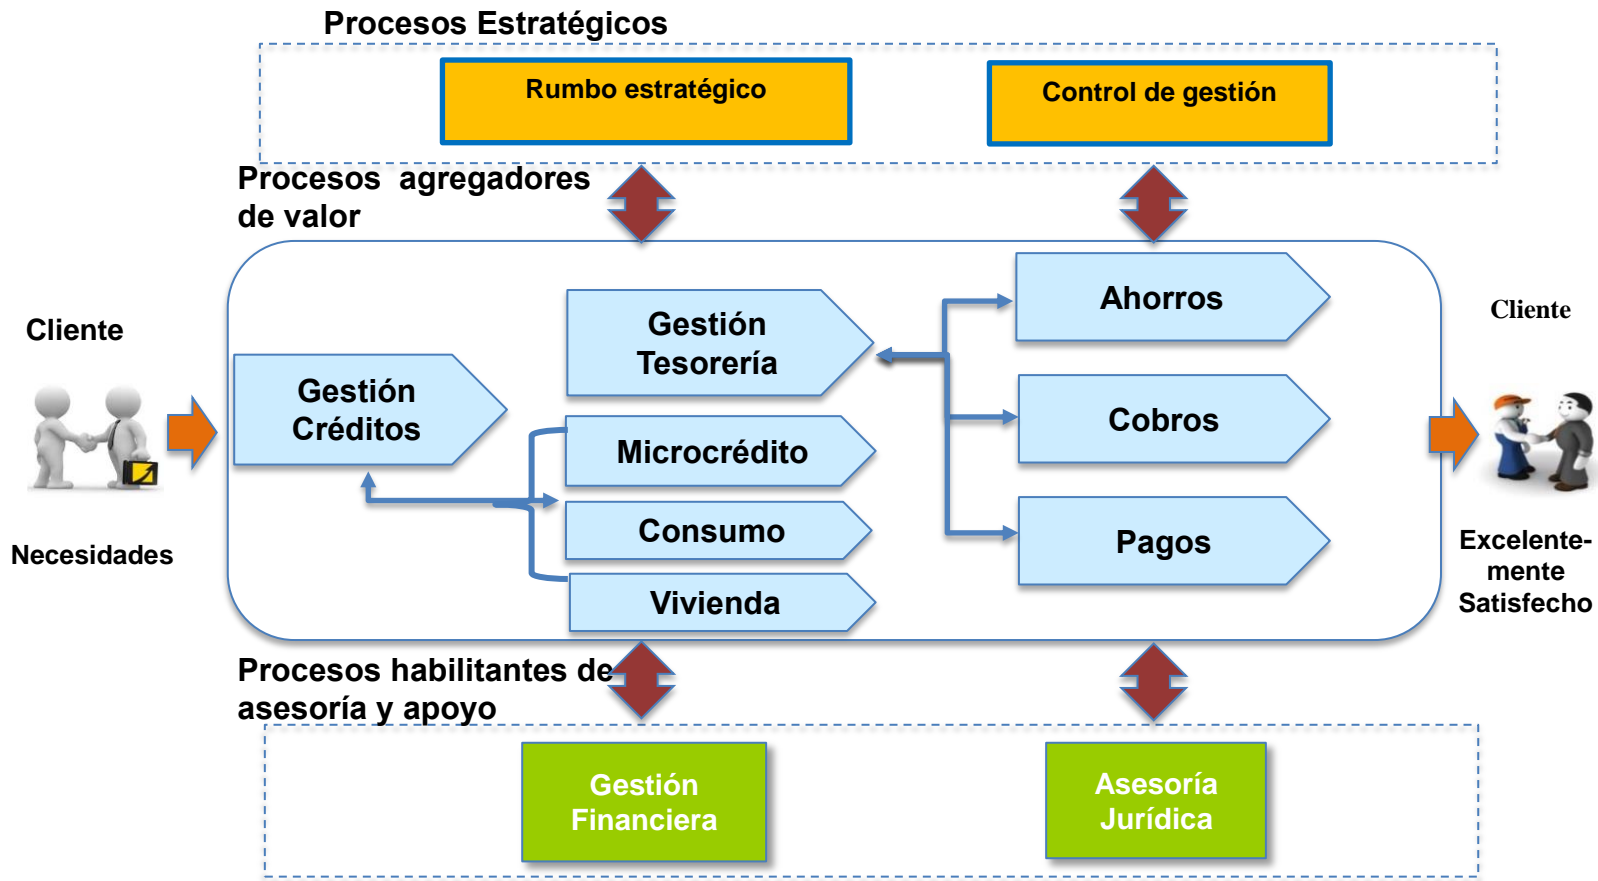 Procesos Estratégicos
Rumbo estratégico
Control de gestión
Procesos agregadores
de valor
Cliente
Necesidades
Gestión
Créditos
Gestión
Tesorería
Microcrédito
Consumo
Vivienda
Ahorros
Cobros
Pagos
Cliente
Excelente-
mente
Satisfecho
Procesos habilitantes de
asesoría y apoyo
Gestión
Financiera
Asesoría
Jurídica